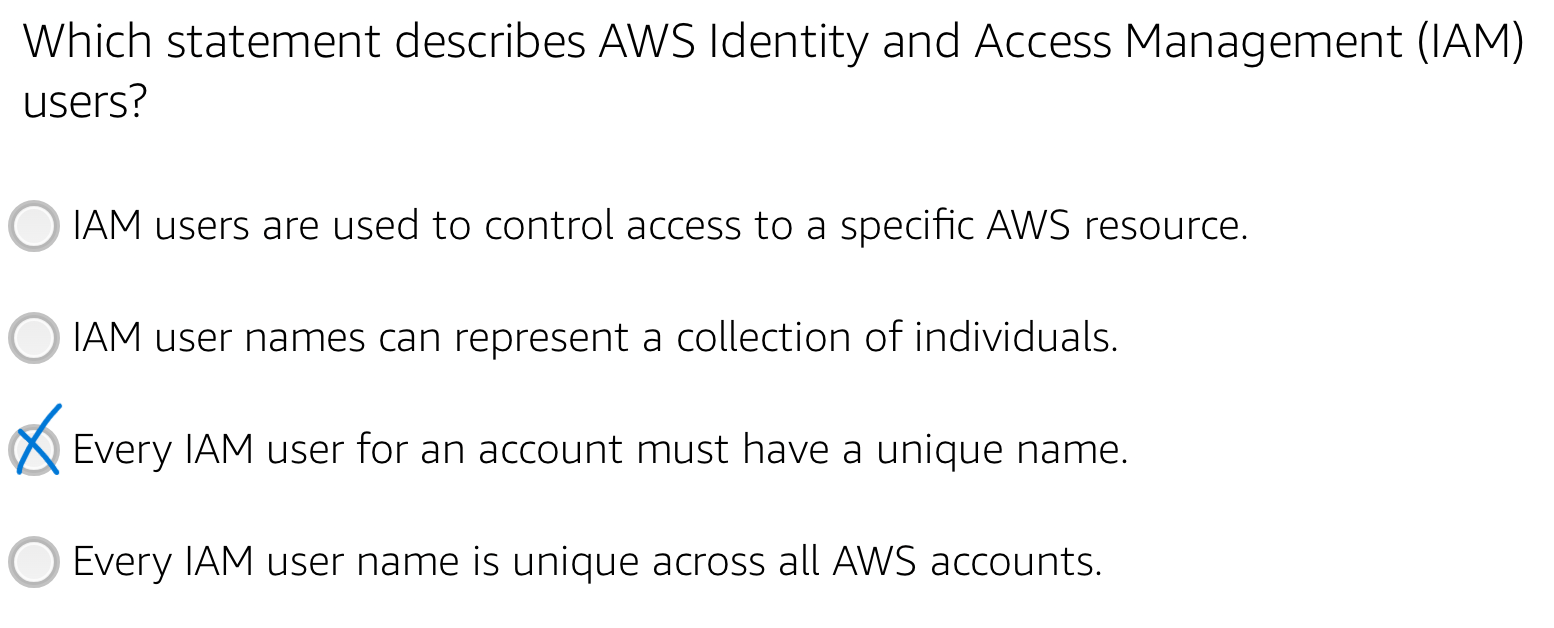 Which statement describes AWS Identity and Access Management (IAM)
users?
IAM users are used to control access to a specific AWS resource.
IAM user names can represent a collection of individuals.
Every IAM user for an account must have a unique name.
Every IAM user name is unique across all AWS accounts.